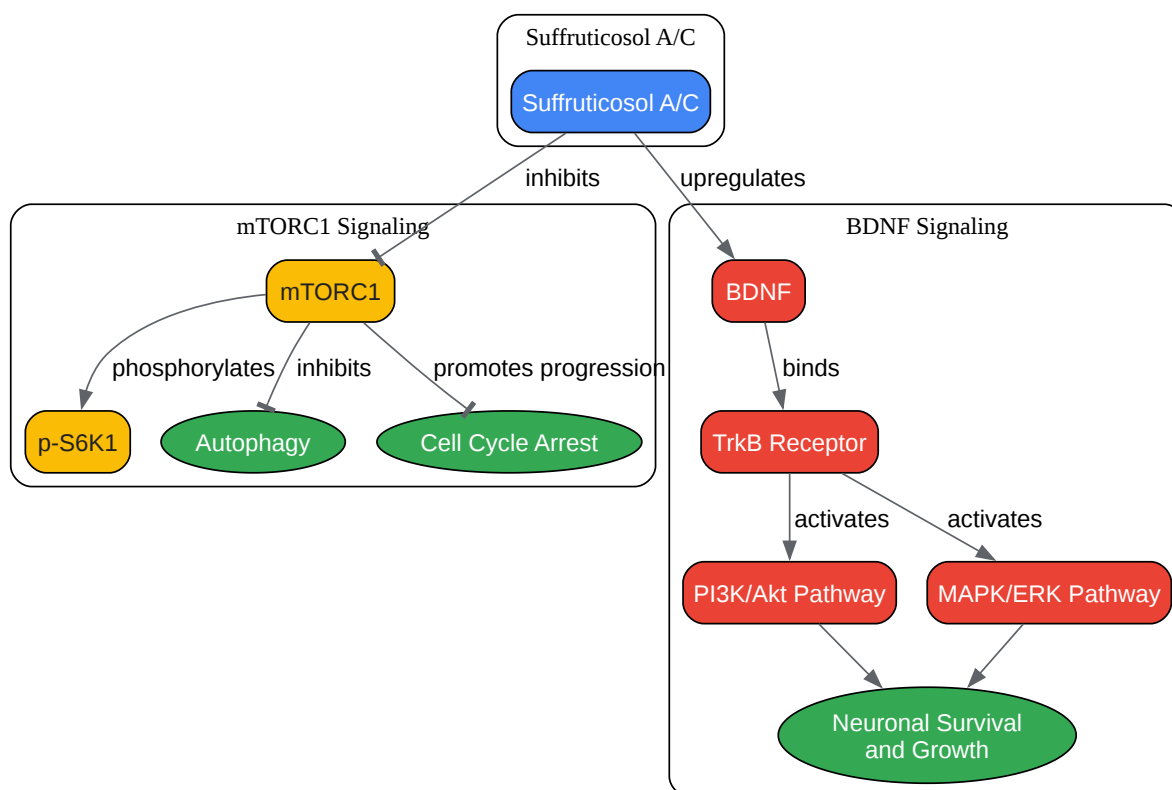 Suffruticosol A/C
Suffruticosol A/C
inhibits
upregulates
mTORC1 Signaling
BDNF Signaling
mTORC1
BDNF
phosphorylates
inhibits
promotes progression
binds
p-S6K1
Autophagy
Cell Cycle Arrest
TrkB Receptor
activates
activates
PI3K/Akt Pathway
MAPK/ERK Pathway
Neuronal Survival
and Growth